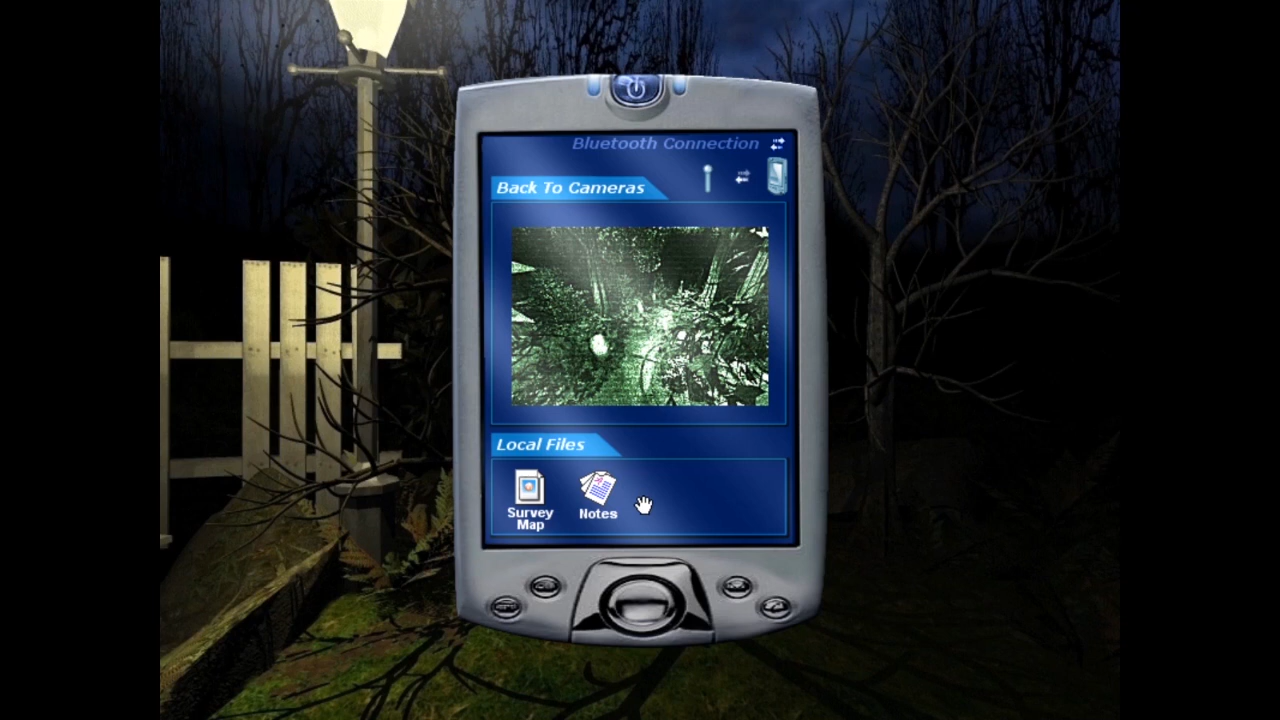 Bluetooth Connection
Back To Cameras
Local Files
Survey
Map
Notes